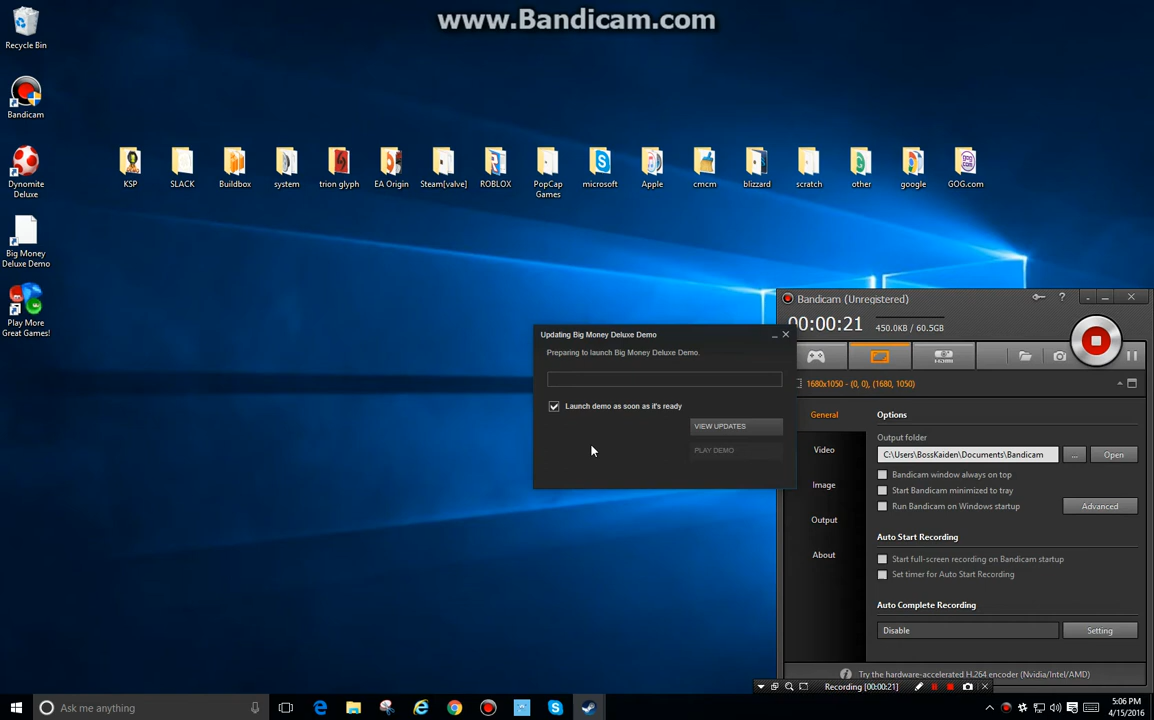 www.Bandicam.com
Recycle Bin
Bandicam
Dynomite
Deluxe
Big Money
Deluxe Demo
Play More
Great Games!
KSP
SLACK
Buildbox
system
trion glyph
EA Origin
Steam[valve]
ROBLOX
PopCap
Games
microsoft
Apple
cmcm
blizzard
scratch
other
google
GOG.com
Updating Big Money Deluxe Demo
Preparing to launch Big Money Deluxe Demo.
Launch demo as soon as it's ready
VIEW UPDATES
PLAY DEMO
Bandicam (Unregistered)
00:00:21
450.0KB / 60.5GB
HDMI
1680x1050 - (0, 0), (1680, 1050)
General
Video
Image
Output
About
Options
Output folder
C:\Users\BossKaiden\Documents\Bandicam
...
Open
Bandicam window always on top
Start Bandicam minimized to tray
Run Bandicam on Windows startup
Advanced
Auto Start Recording
Start full-screen recording on Bandicam startup
Set timer for Auto Start Recording
Auto Complete Recording
Disable
Setting
Try the hardware-accelerated H.264 encoder (Nvidia/Intel/AMD)
Recording [00:00:21]
Ask me anything
5:06 PM
4/15/2016